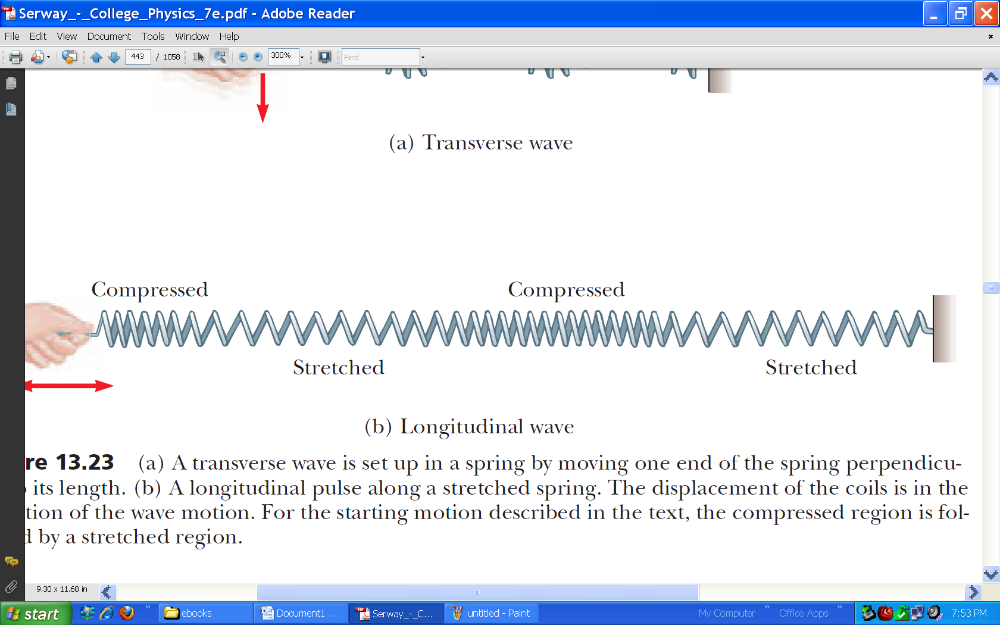 Serway_-_College_Physics_7e.pdf - Adobe Reader
File Edit View Document Tools Window Help
443 / 1058 300% Find
(a) Transverse wave
Compressed Compressed
Stretched Stretched
(b) Longitudinal wave
re 13.23 (a) A transverse wave is set up in a spring by moving one end of the spring perpendicu-
its length. (b) A longitudinal pulse along a stretched spring. The displacement of the coils is in the
tion of the wave motion. For the starting motion described in the text, the compressed region is fol-
d by a stretched region.
9.30 x 11.68 in
start ebooks Document1 ... Serway_-_C... untitled - Paint My Computer Office Apps 7:53 PM